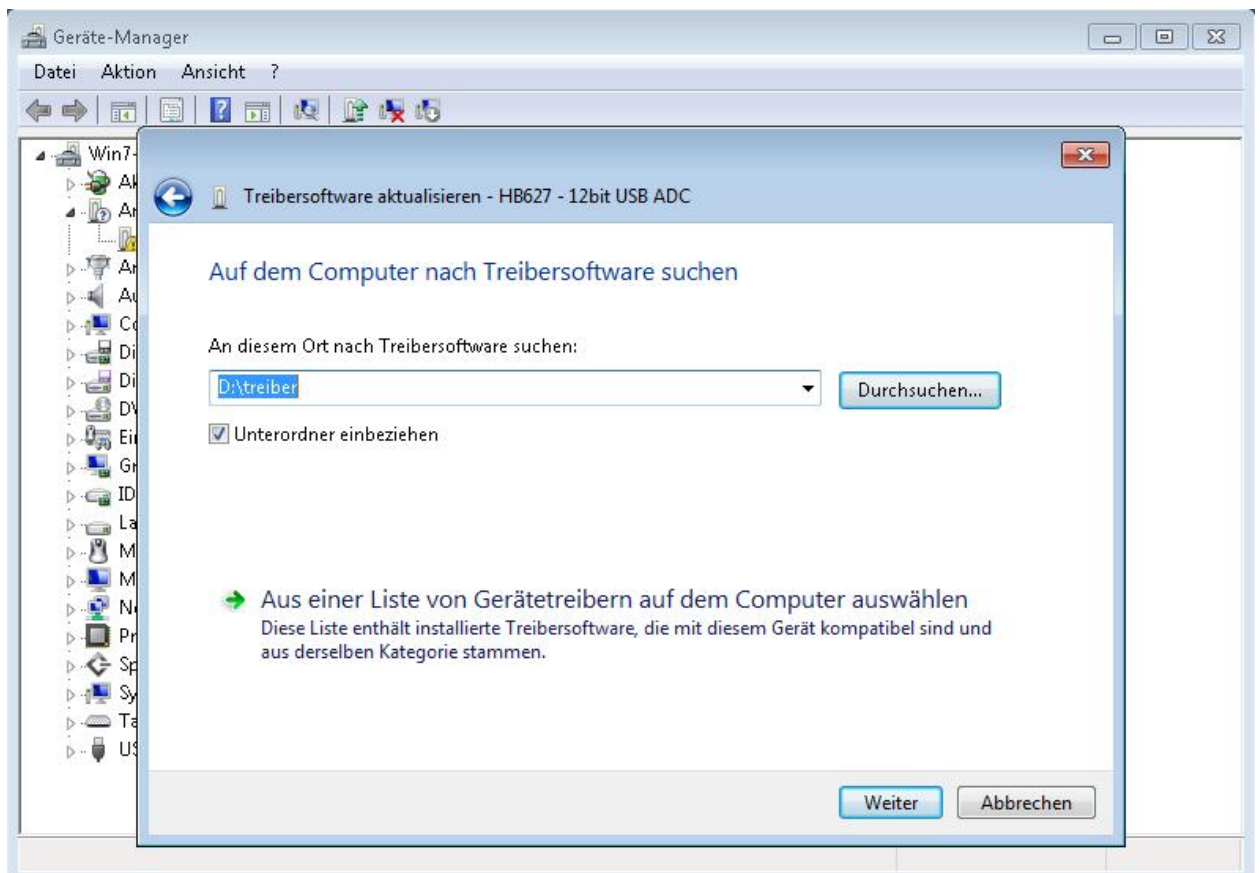 Geräte-Manager
Datei Aktion Ansicht ?
Win7-
Treibersoftware aktualisieren - HB627 - 12bit USB ADC
Auf dem Computer nach Treibersoftware suchen
An diesem Ort nach Treibersoftware suchen:
D:\treiber
Durchsuchen...
Unterordner einbeziehen
Aus einer Liste von Gerätetreibern auf dem Computer auswählen
Diese Liste enthält installierte Treibersoftware, die mit diesem Gerät kompatibel sind und
aus derselben Kategorie stammen.
Weiter Abbrechen